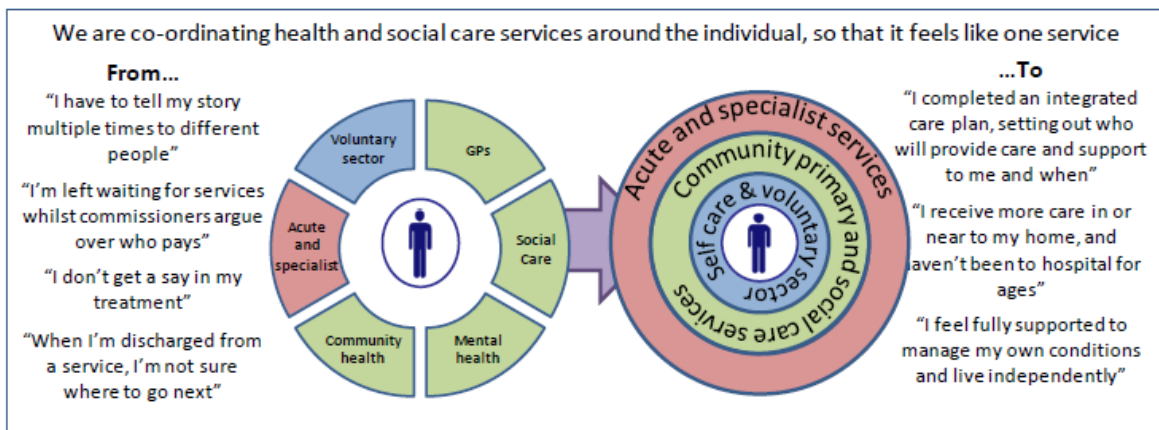 We are co-ordinating health and social care services around the individual, so that it feels like one service
From...
“I have to tell my story
multiple times to different
people”
“I’m left waiting for services
whilst commissioners argue
over who pays”
“I don’t get a say in my
treatment”
“When I’m discharged from
a service, I’m not sure
where to go next”
Voluntary
sector
GPs
Acute
and
specialist
Social
Care
Community
health
Mental
health
Acute and specialist services
Community primary and social care services
Self care & voluntary sector
...To
“I completed an integrated
care plan, setting out who
will provide care and support
to me and when”
“I receive more care in or
near to my home, and
haven’t been to hospital for
ages”
“I feel fully supported to
manage my own conditions
and live independently”